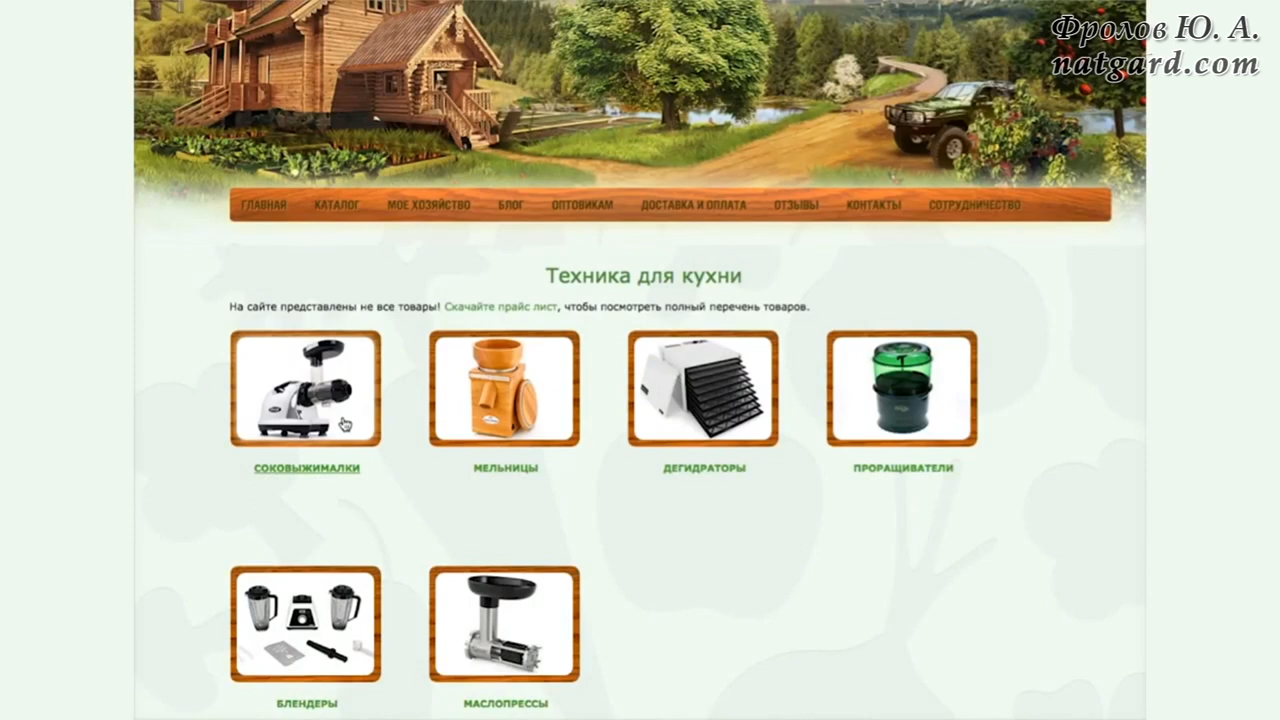 Фролов Ю. А.
natgard.com
ГЛАВНАЯ КАТАЛОГ МОЕ ХОЗЯЙСТВО БЛОГ ОПТОВИКАМ ДОСТАВКА И ОПЛАТА ОТЗЫВЫ КОНТАКТЫ СОТРУДНИЧЕСТВО
Техника для кухни
На сайте представлены не все товары! Скачайте прайс лист, чтобы посмотреть полный перечень товаров.
СОКОВЫЖИМАЛКИ МЕЛЬНИЦЫ ДЕГИДРАТОРЫ ПРОРАЩИВАТЕЛИ
БЛЕНДЕРЫ МАСЛОПРЕССЫ